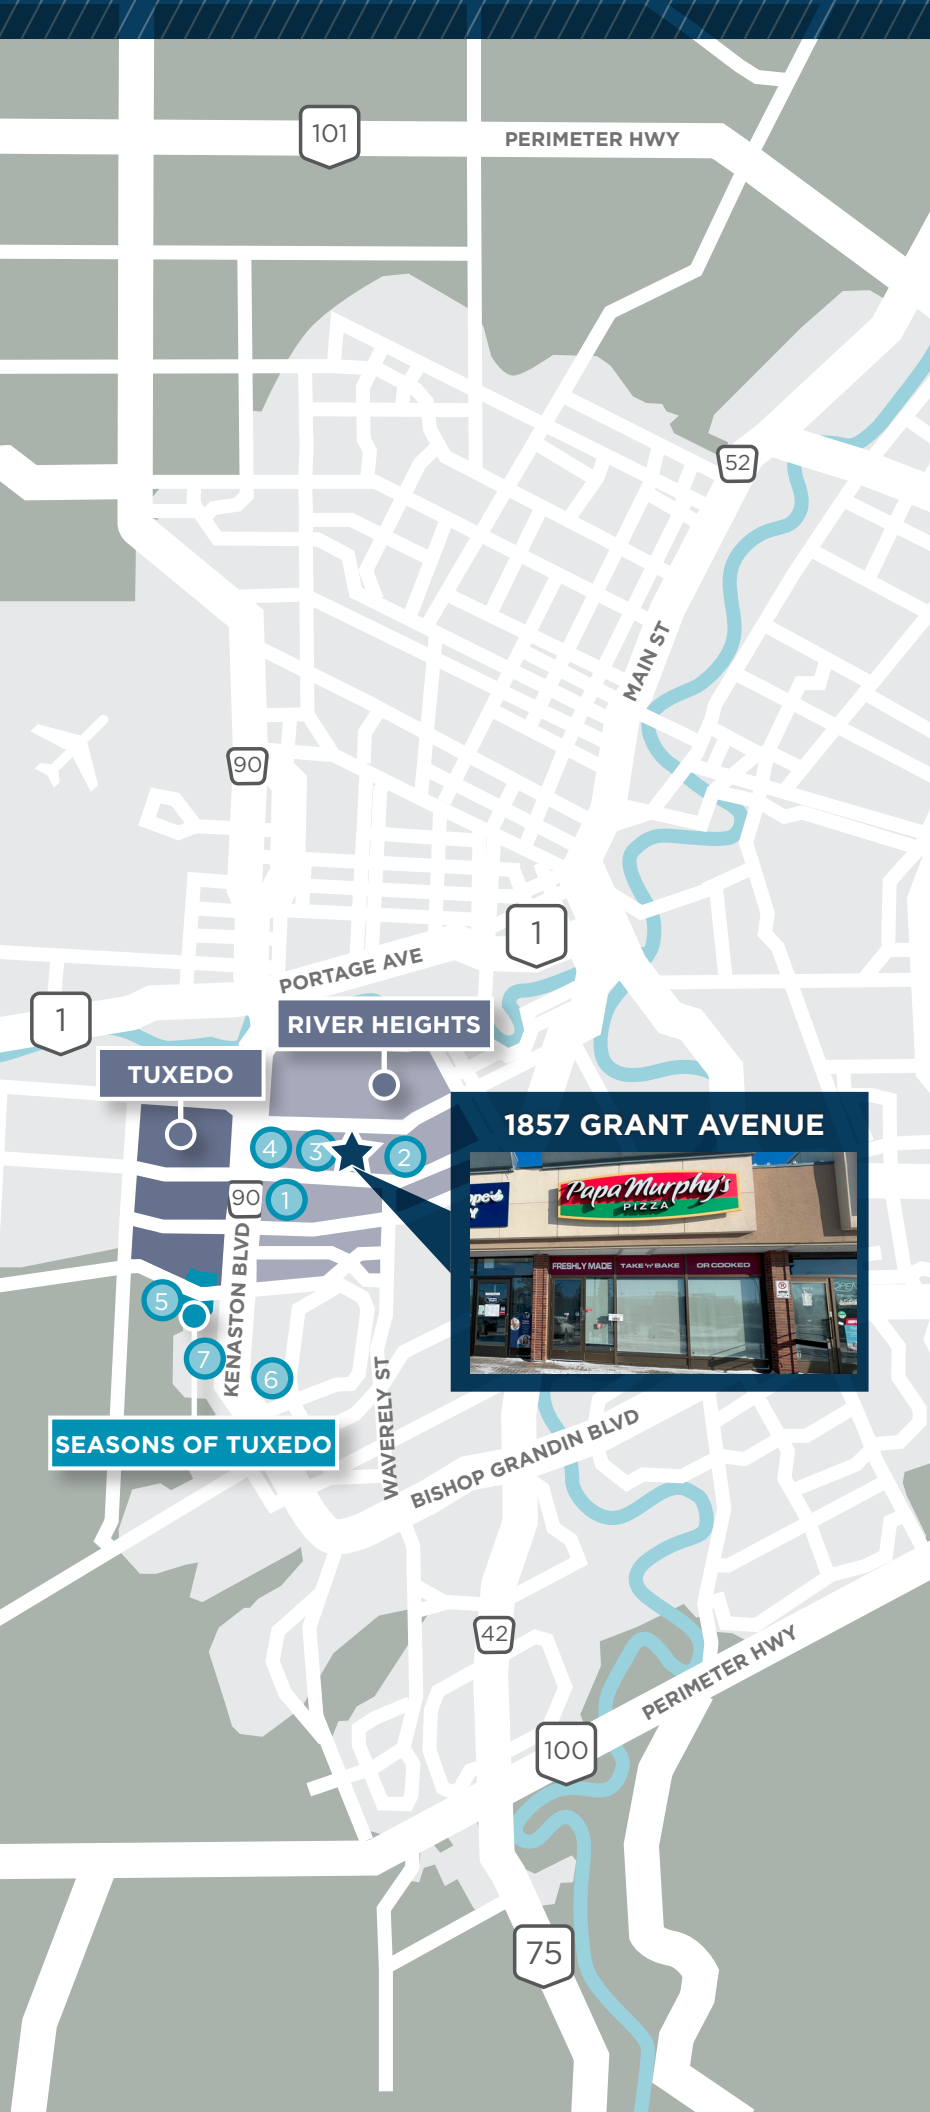 101
PERIMETER HWY
52
MAIN ST
90
1
PORTAGE AVE
1
RIVER HEIGHTS
TUXEDO
1857 GRANT AVENUE
4
3
2
90
1
Papa Murphy's
PIZZA
FRESHLY MADE
TAKE 'n' BAKE
OR COOKED
OPEN
KENASTON BLVD
5
7
6
WAVERELY ST
SEASONS OF TUXEDO
BISHOP GRANDIN BLVD
42
PERIMETER HWY
100
75